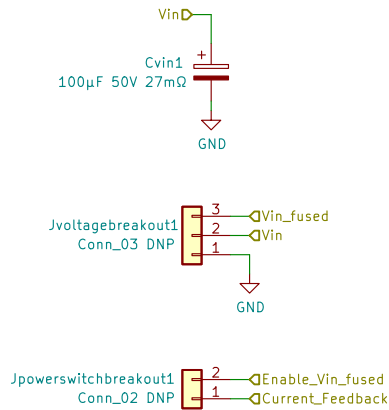 Vin
+
Cvin1
100µF 50V 27mΩ
GND
Jvoltagebreakout1
Conn_03 DNP
3 Vin_fused
2 Vin
1
GND
Jpowerswitchbreakout1
Conn_02 DNP
2 Enable_Vin_fused
1 Current_Feedback